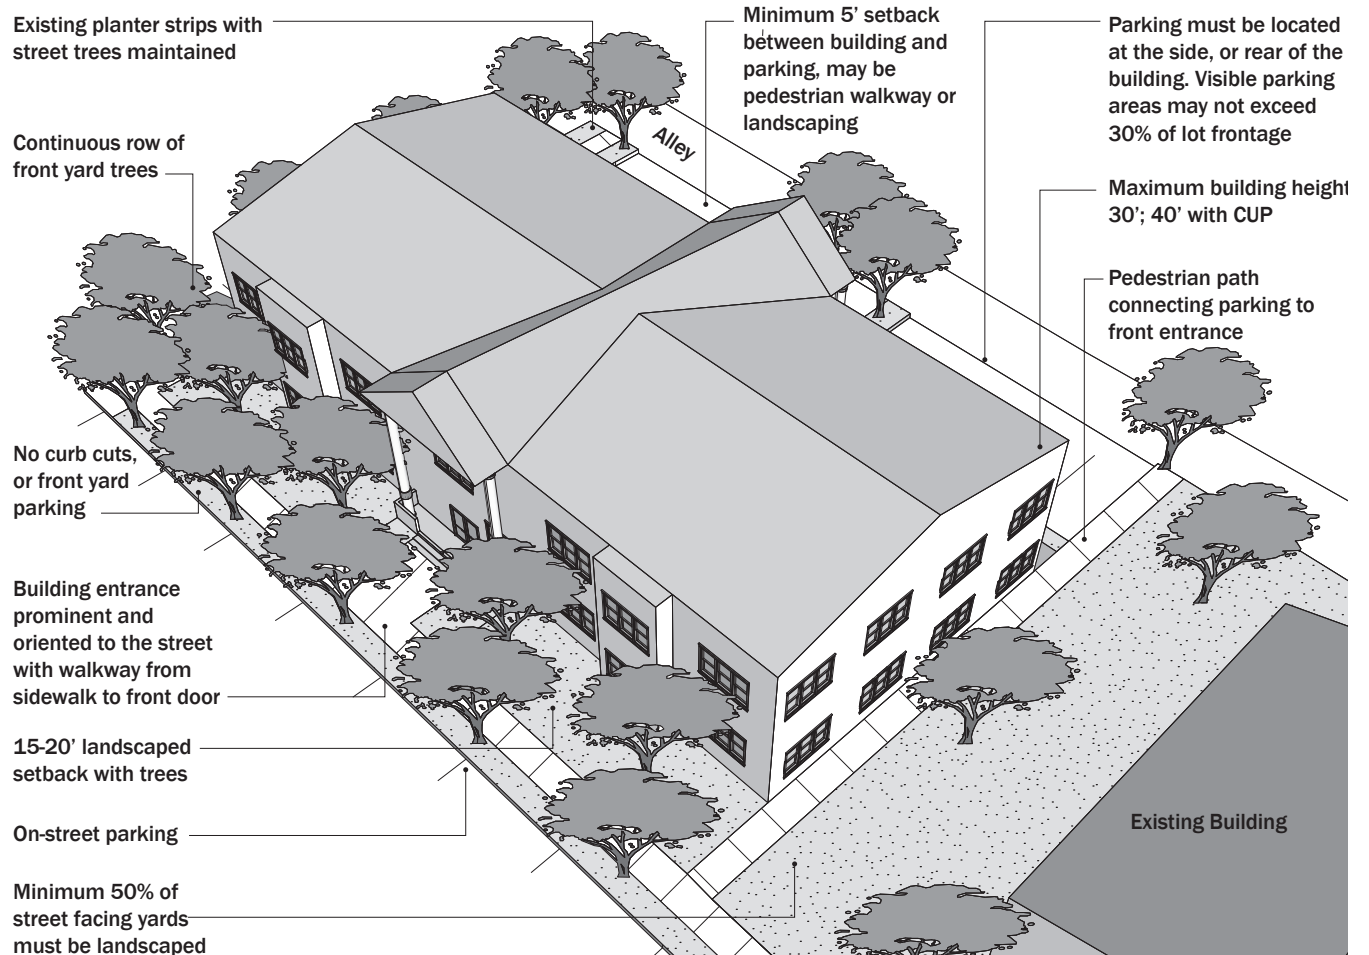 Existing planter strips with
street trees maintained
Continuous row of
front yard trees
No curb cuts,
or front yard
parking
Building entrance
prominent and
oriented to the street
with walkway from
sidewalk to front door
15-20’ landscaped
setback with trees
On-street parking
Minimum 50% of
street facing yards
must be landscaped
Minimum 5’ setback
between building and
parking, may be
pedestrian walkway or
landscaping
Alley
Parking must be located
at the side, or rear of the
building. Visible parking
areas may not exceed
30% of lot frontage
Maximum building height
30’; 40’ with CUP
Pedestrian path
connecting parking to
front entrance
Existing Building